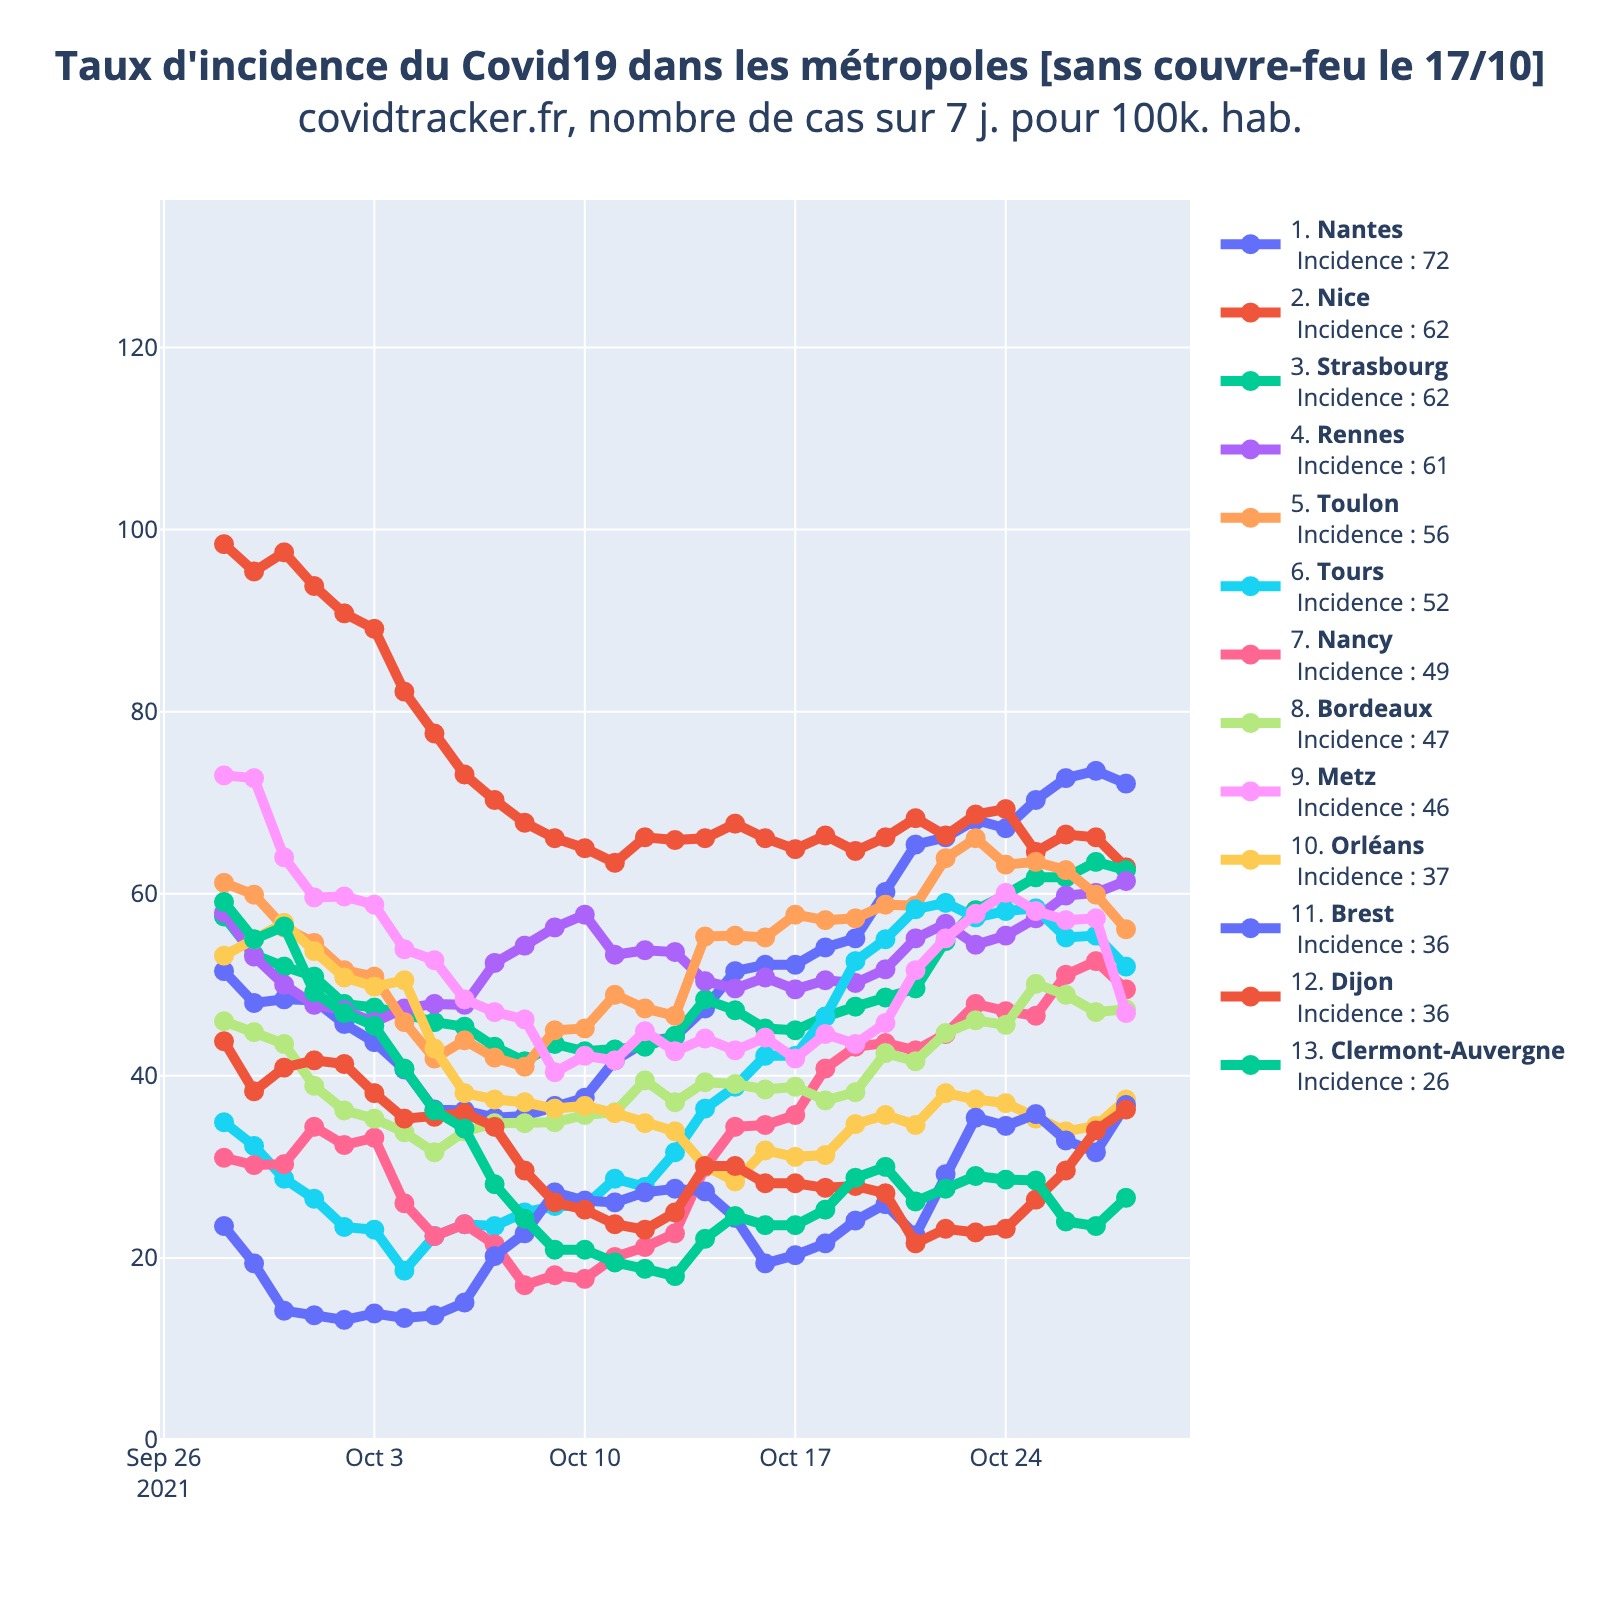 Taux d'incidence du Covid19 dans les métropoles [sans couvre-feu le 17/10]
covidtracker.fr, nombre de cas sur 7 j. pour 100k. hab.
120
100
80
60
40
20
0
Sep 26
2021
Oct 3
Oct 10
Oct 17
Oct 24
1. Nantes
Incidence : 72
2. Nice
Incidence : 62
3. Strasbourg
Incidence : 62
4. Rennes
Incidence : 61
5. Toulon
Incidence : 56
6. Tours
Incidence : 52
7. Nancy
Incidence : 49
8. Bordeaux
Incidence : 47
9. Metz
Incidence : 46
10. Orléans
Incidence : 37
11. Brest
Incidence : 36
12. Dijon
Incidence : 36
13. Clermont-Auvergne
Incidence : 26